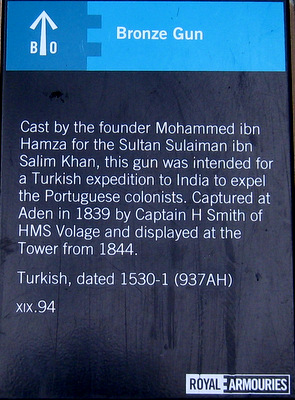 B O
Bronze Gun
Cast by the founder Mohammed ibn
Hamza for the Sultan Sulaiman ibn
Salim Khan, this gun was intended for
a Turkish expedition to India to expel
the Portuguese colonists. Captured at
Aden in 1839 by Captain H Smith of
HMS Volage and displayed at the
Tower from 1844.
Turkish, dated 1530-1 (937AH)
XIX.94
ROYAL ARMOURIES